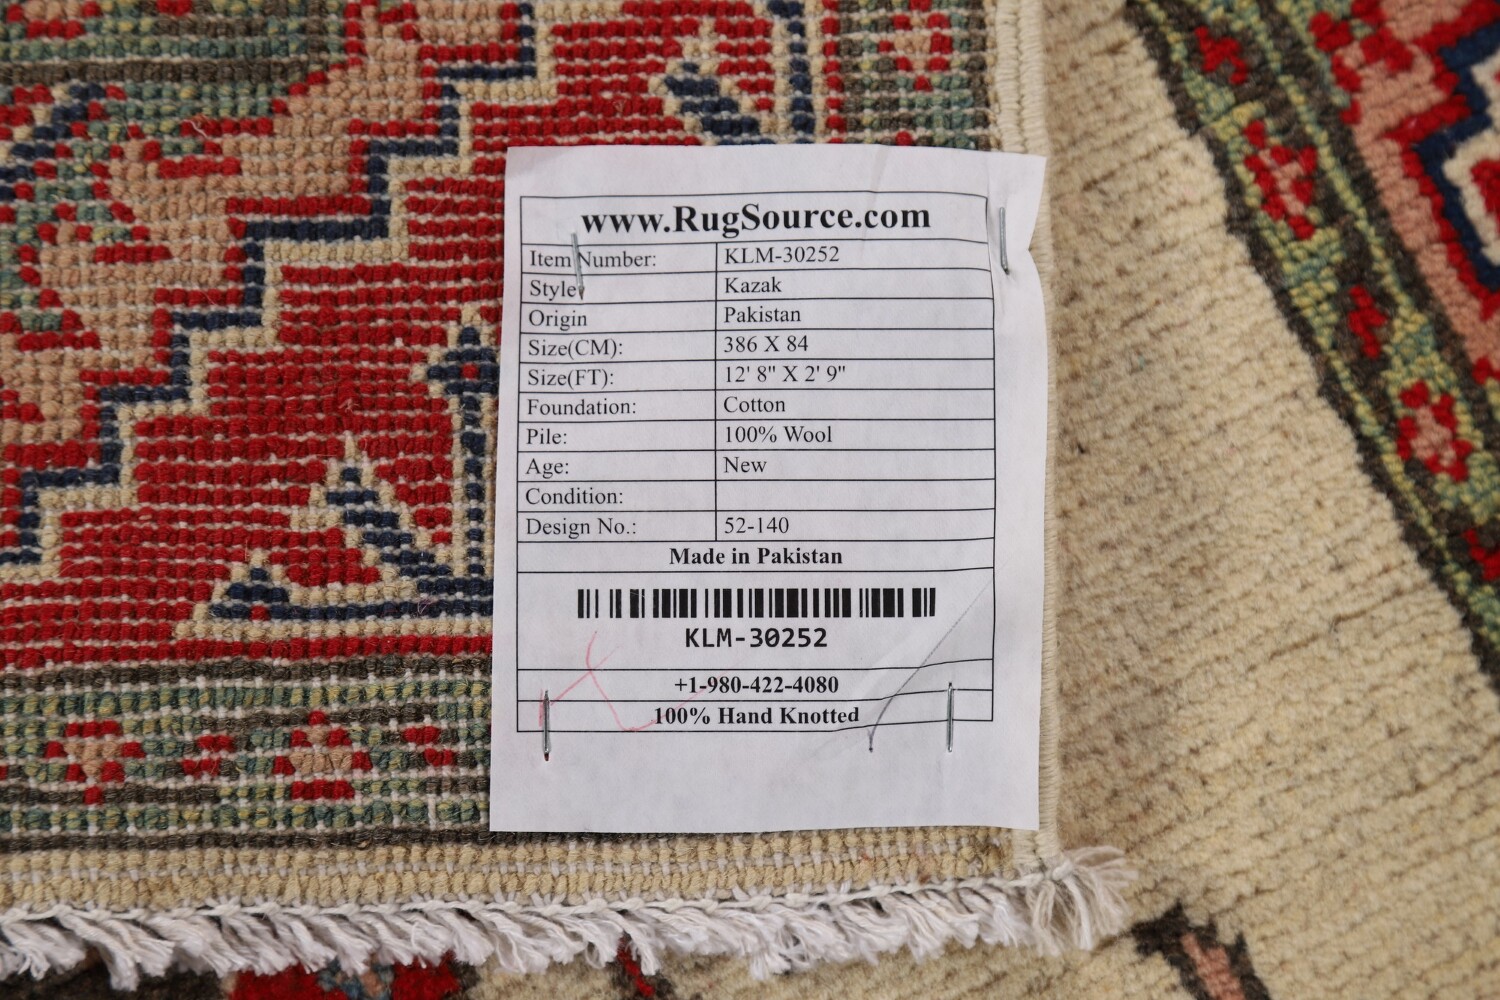 www.RugSource.com
Item Number: KLM-30252
Style: Kazak
Origin Pakistan
Size(CM): 386 X 84
Size(FT): 12' 8" X 2' 9"
Foundation: Cotton
Pile: 100% Wool
Age: New
Condition:
Design No.: 52-140
Made in Pakistan
KLM-30252
+1-980-422-4080
100% Hand Knotted